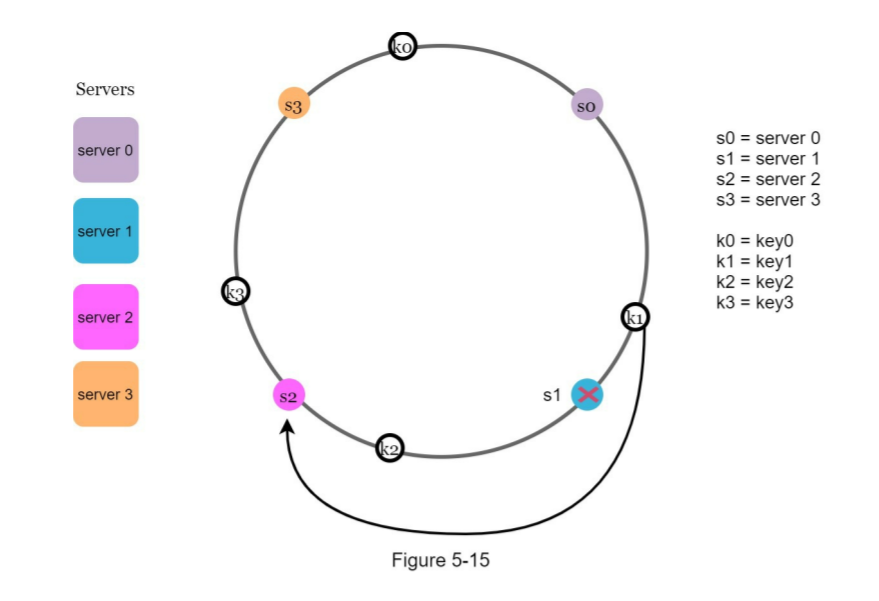 Servers
server 0
server 1
server 2
server 3
k0
s3
s0
k3
k1
s2
s1
k2
s0 = server 0
s1 = server 1
s2 = server 2
s3 = server 3
k0 = key0
k1 = key1
k2 = key2
k3 = key3
Figure 5-15